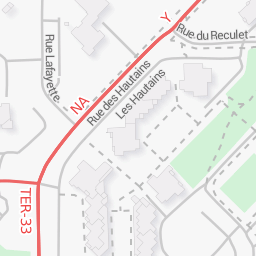 Y
Rue du Reculet
Rue Lafayette
NA
Rue des Hautains
Les Hautains
TER-33